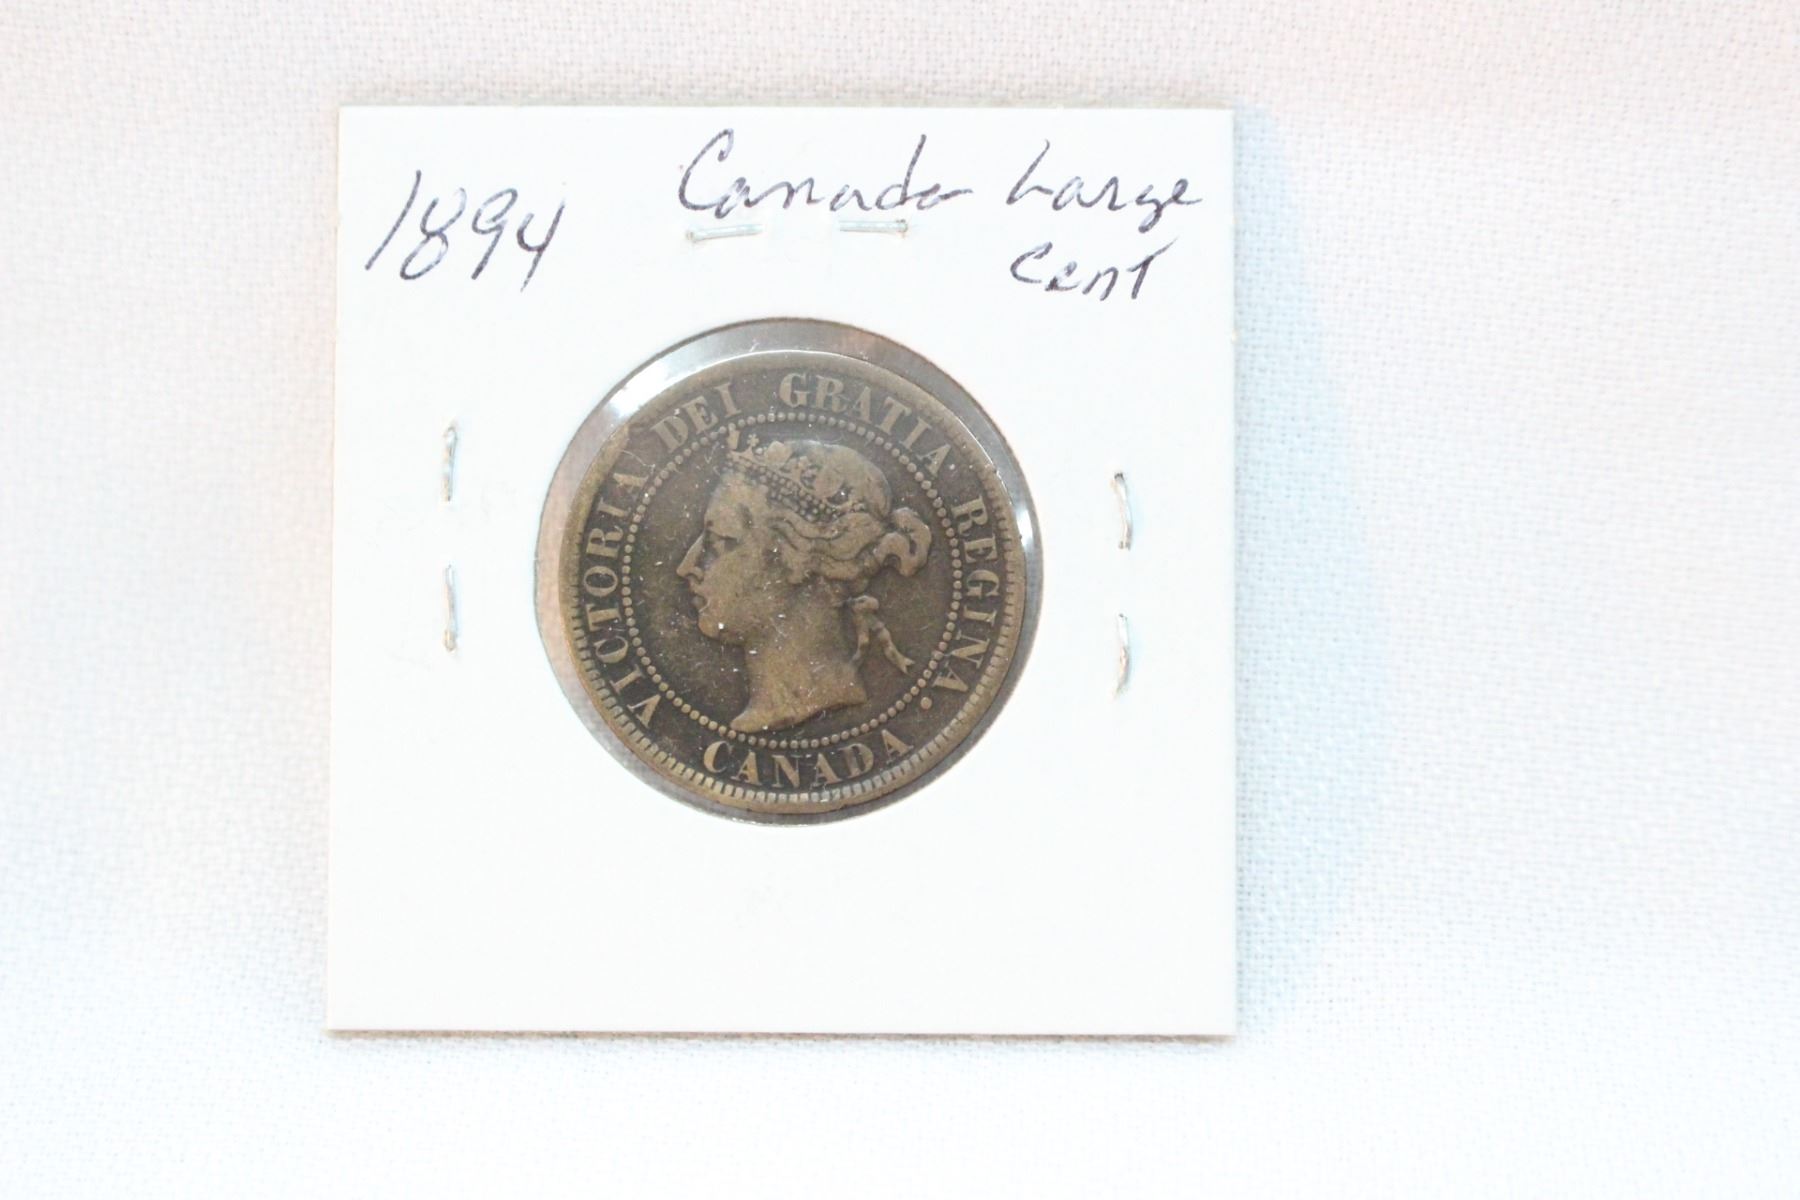 1894 Canada Large
Cent
VICTORIA DEI GRATIA REGINA.
CANADA